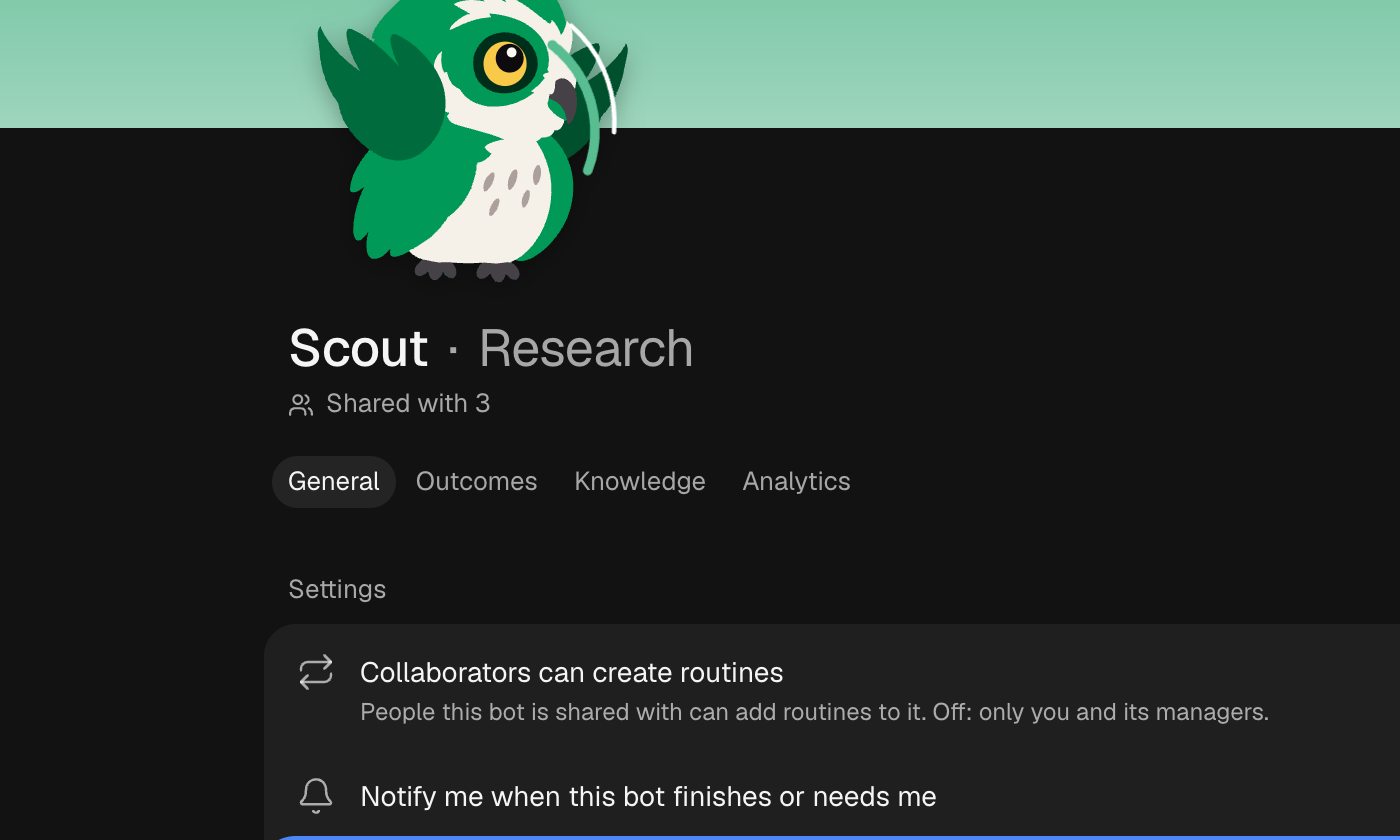 Scout · Research
Shared with 3
General Outcomes Knowledge Analytics
Settings
Collaborators can create routines
People this bot is shared with can add routines to it. Off: only you and its managers.
Notify me when this bot finishes or needs me